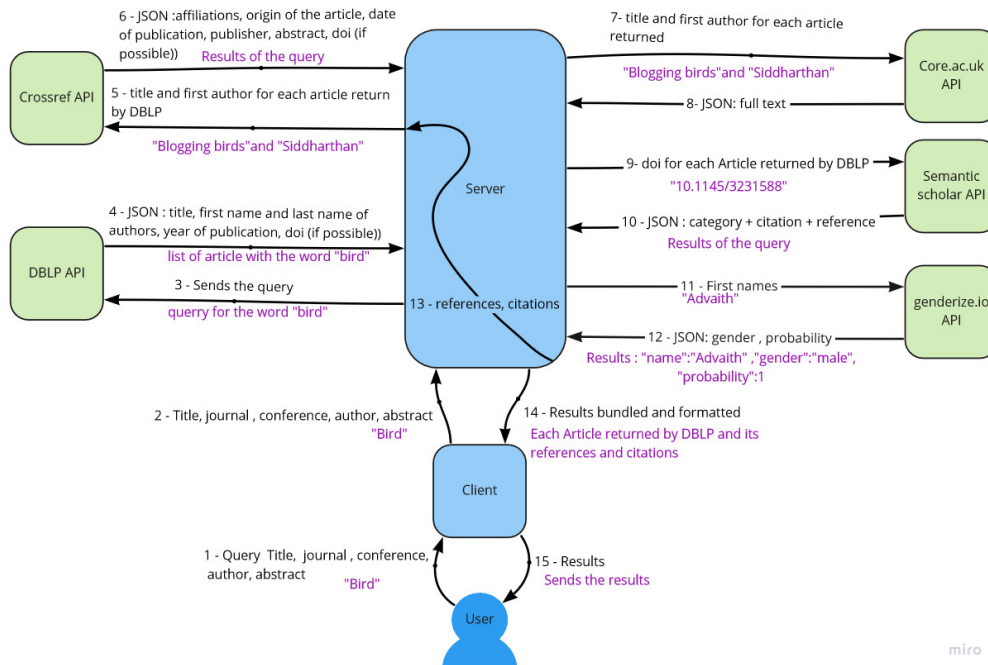 6 - JSON :affiliations, origin of the article, date
of publication, publisher, abstract, doi (if
possible))
Results of the query
Crossref API
5 - title and first author for each article return
by DBLP
"Blogging birds"and "Siddharthan"
4 - JSON : title, first name and last name of
authors, year of publication, doi (if possible))
list of article with the word "bird"
DBLP API
3 - Sends the query
querry for the word "bird"
Server
13 - references, citations
7- title and first author for each article
returned
"Blogging birds"and "Siddharthan"
Core.ac.uk
API
8- JSON: full text
9- doi for each Article returned by DBLP
"10.1145/3231588"
Semantic
scholar API
10 - JSON : category + citation + reference
Results of the query
11 - First names
"Advaith"
genderize.io
API
12 - JSON: gender , probability
Results : "name":"Advaith" ,"gender":"male",
"probability":1
2 - Title, journal , conference, author, abstract
"Bird"
14 - Results bundled and formatted
Each Article returned by DBLP and its
references and citations
Client
1 - Query Title, journal , conference,
author, abstract
"Bird"
15 - Results
Sends the results
User
miro